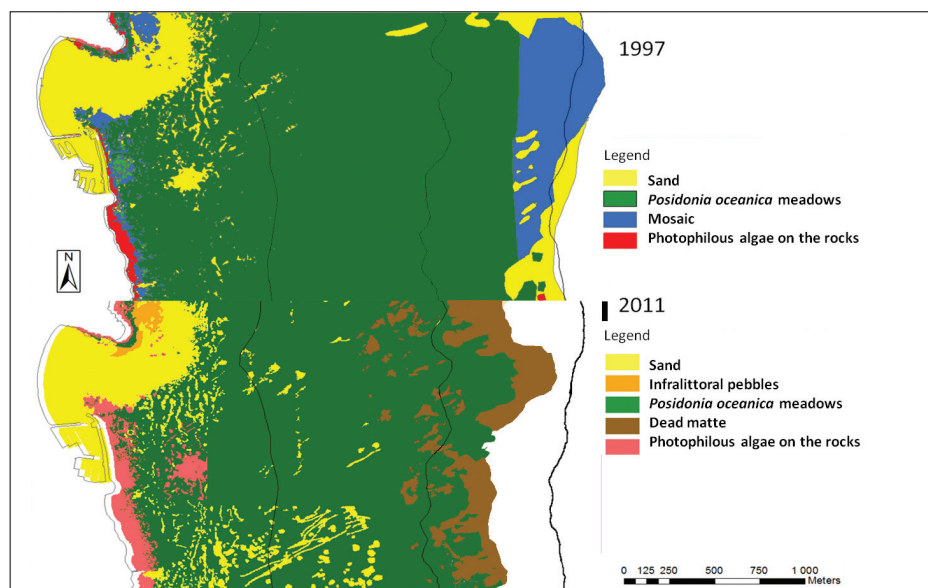 1997
Legend
Sand
Posidonia oceanica meadows
Mosaic
Photophilous algae on the rocks
N
2011
Legend
Sand
Infralittoral pebbles
Posidonia oceanica meadows
Dead matte
Photophilous algae on the rocks
0 125 250 500 750 1 000
Meters